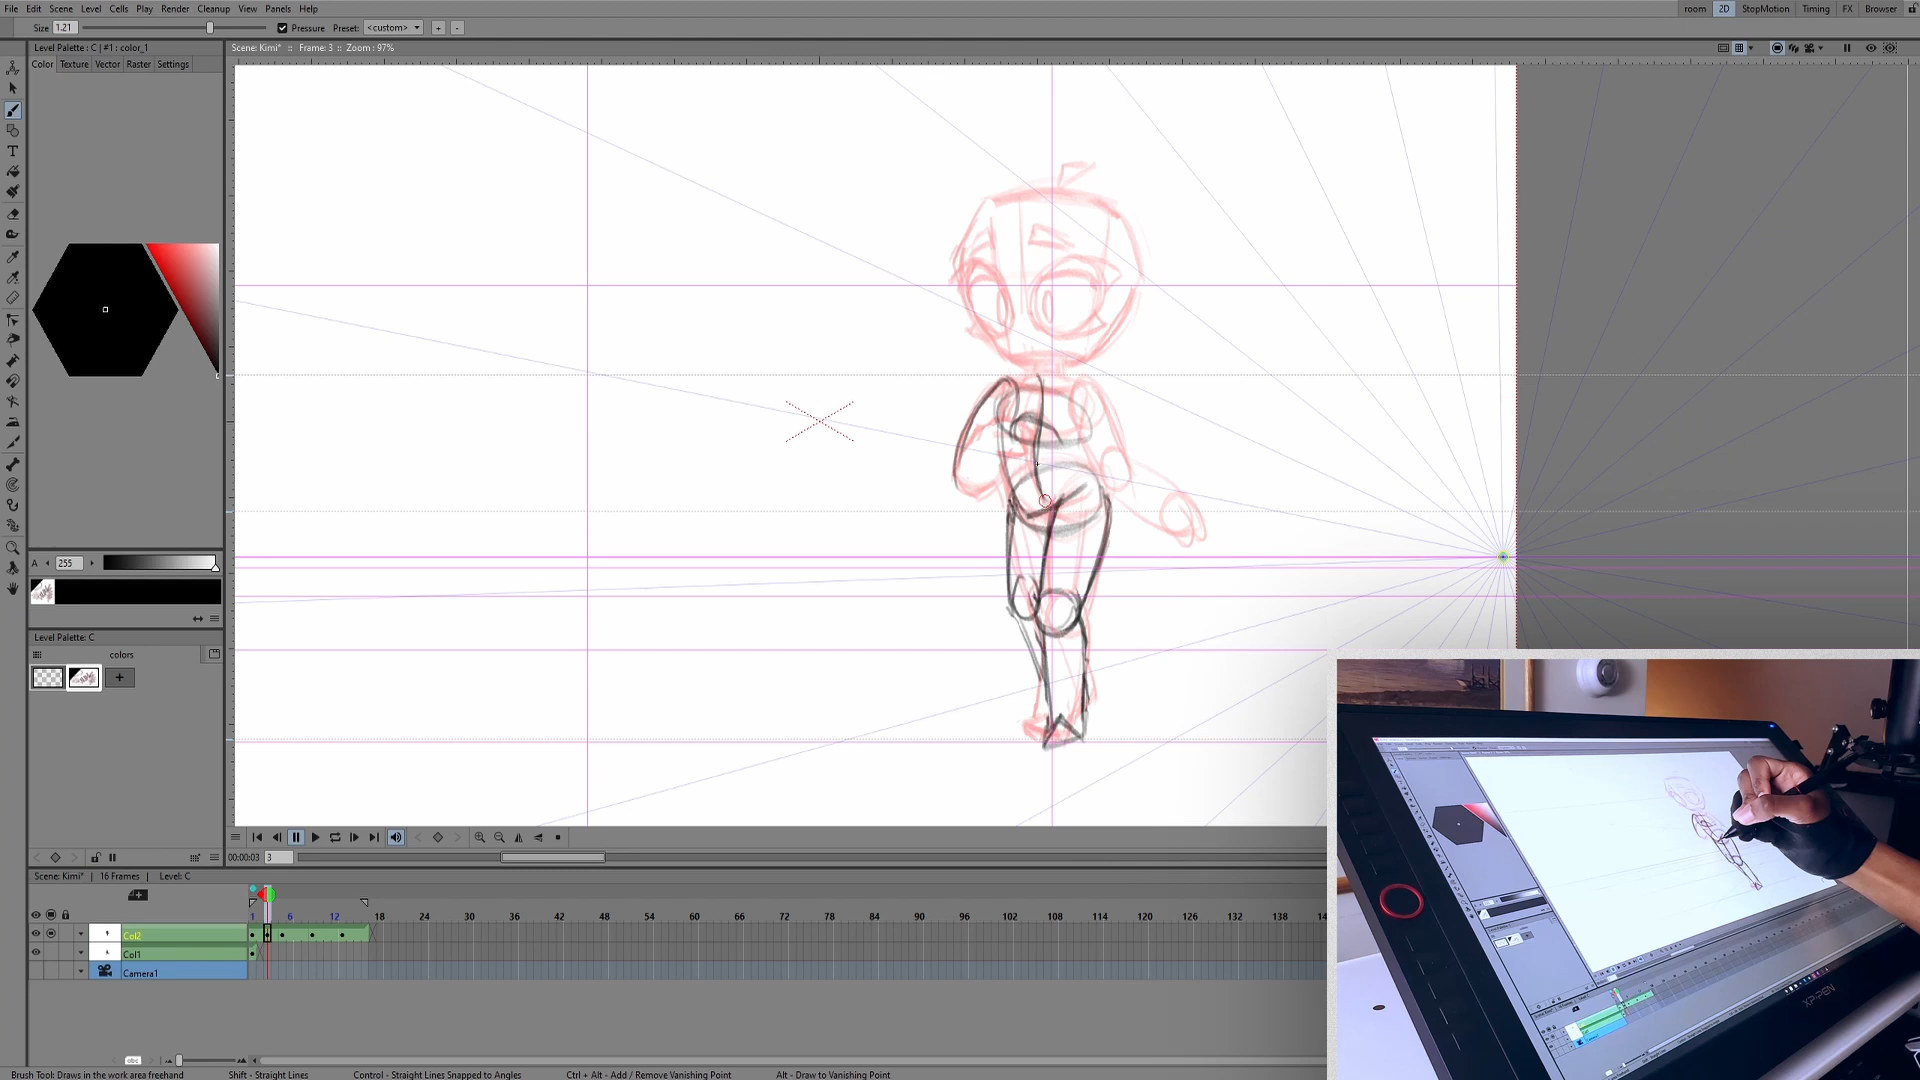 File Edit Scene Level Cells Play Render Cleanup View Panels Help
room 2D StopMotion Timing FX Browser
Size 1.21 Pressure Preset: <custom> + -
Level Palette : C | #1 : color_1
Scene: Kimi* :: Frame: 3 :: Zoom : 97%
Color Texture Vector Raster Settings
A 255
Level Palette: C
colors
+
00:00:03 3
Scene: Kimi* | 16 Frames | Level: C
1 6 12 18 24 30 36 42 48 54 60 66 72 78 84 90 96 102 108 114 120 126 132 138 14
Col2
Col1
Camera1
abc
Brush Tool: Draws in the work area freehand Shift - Straight Lines Control - Straight Lines Snapped to Angles Ctrl + Alt - Add / Remove Vanishing Point Alt - Draw to Vanishing Point
XP-PEN